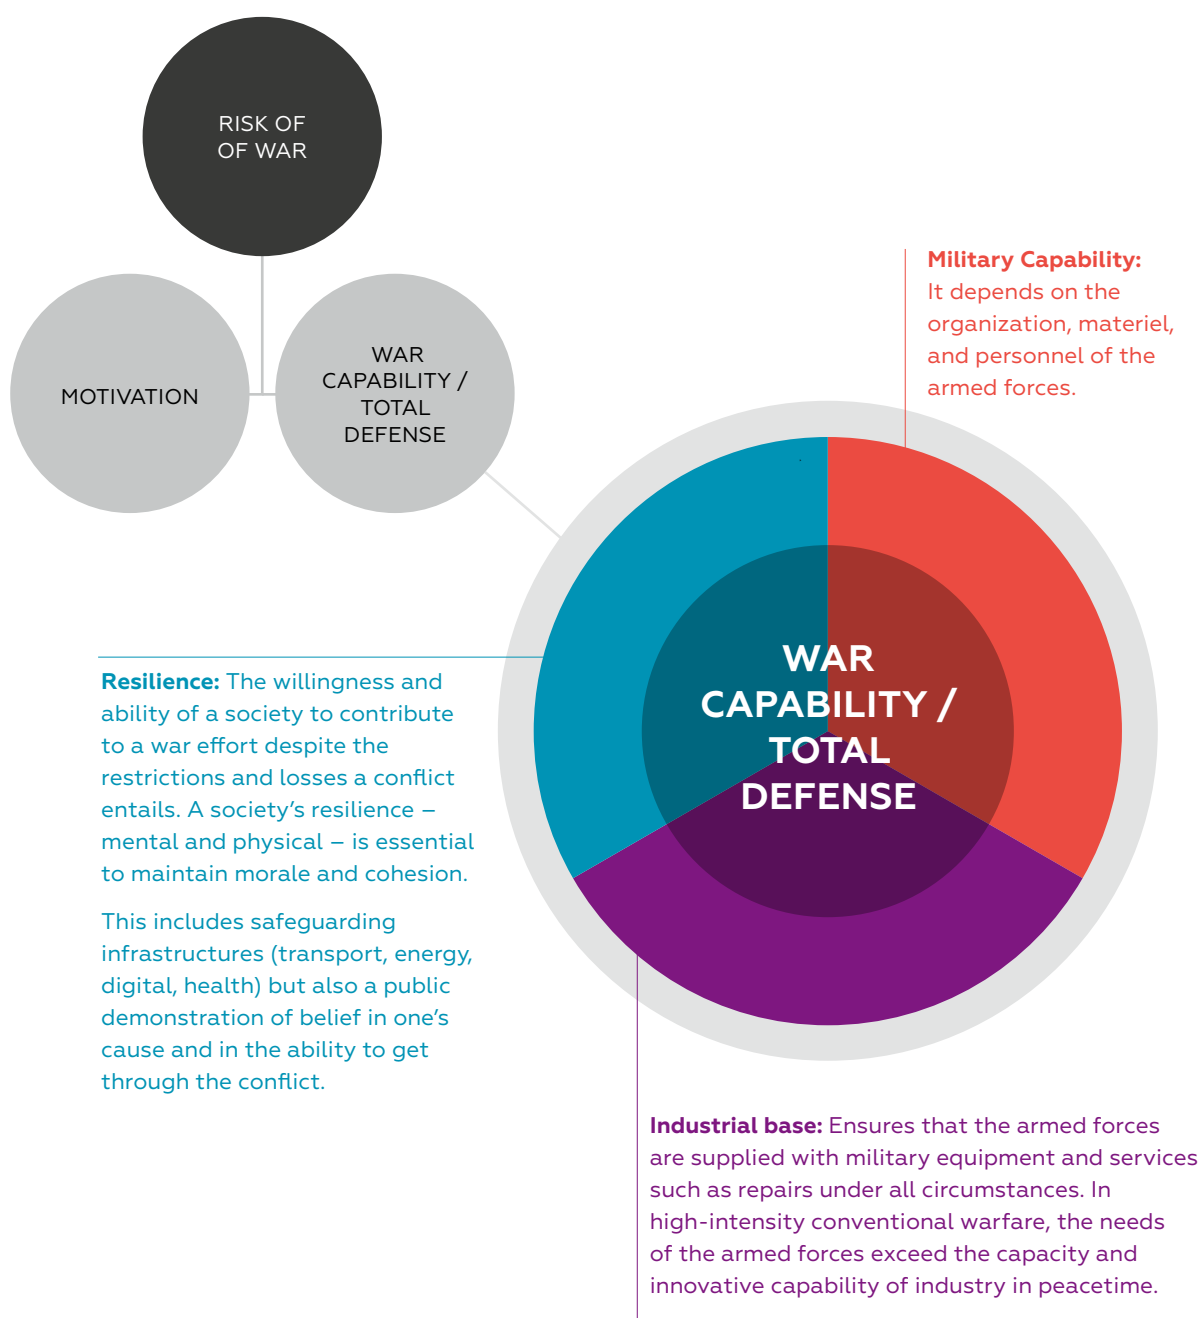 RISK OF
OF WAR
MOTIVATION
WAR
CAPABILITY /
TOTAL
DEFENSE
Military Capability:
It depends on the
organization, materiel,
and personnel of the
armed forces.
WAR
CAPABILITY /
TOTAL
DEFENSE
Resilience: The willingness and
ability of a society to contribute
to a war effort despite the
restrictions and losses a conflict
entails. A society’s resilience –
mental and physical – is essential
to maintain morale and cohesion.
This includes safeguarding
infrastructures (transport, energy,
digital, health) but also a public
demonstration of belief in one’s
cause and in the ability to get
through the conflict.
Industrial base: Ensures that the armed forces
are supplied with military equipment and services
such as repairs under all circumstances. In
high-intensity conventional warfare, the needs
of the armed forces exceed the capacity and
innovative capability of industry in peacetime.